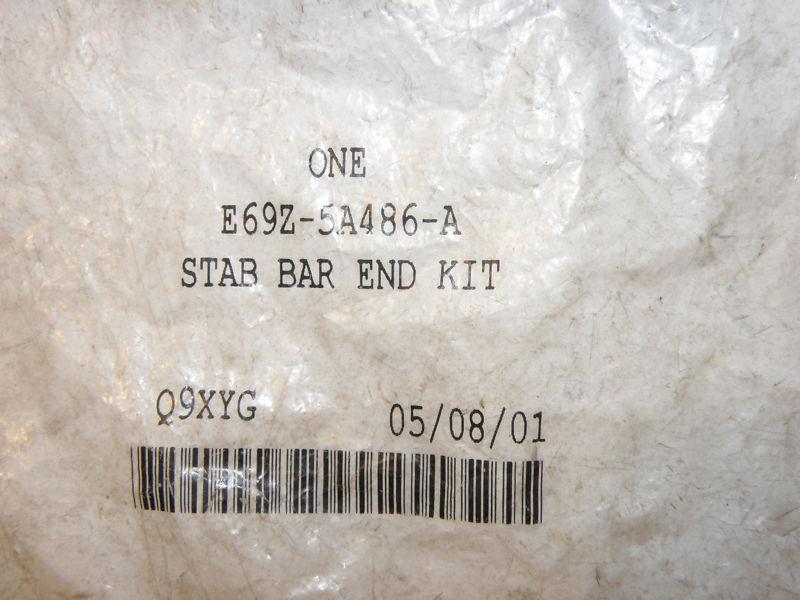 ONE
E69Z-5A486-A
STAB BAR END KIT
Q9XYG 05/08/01